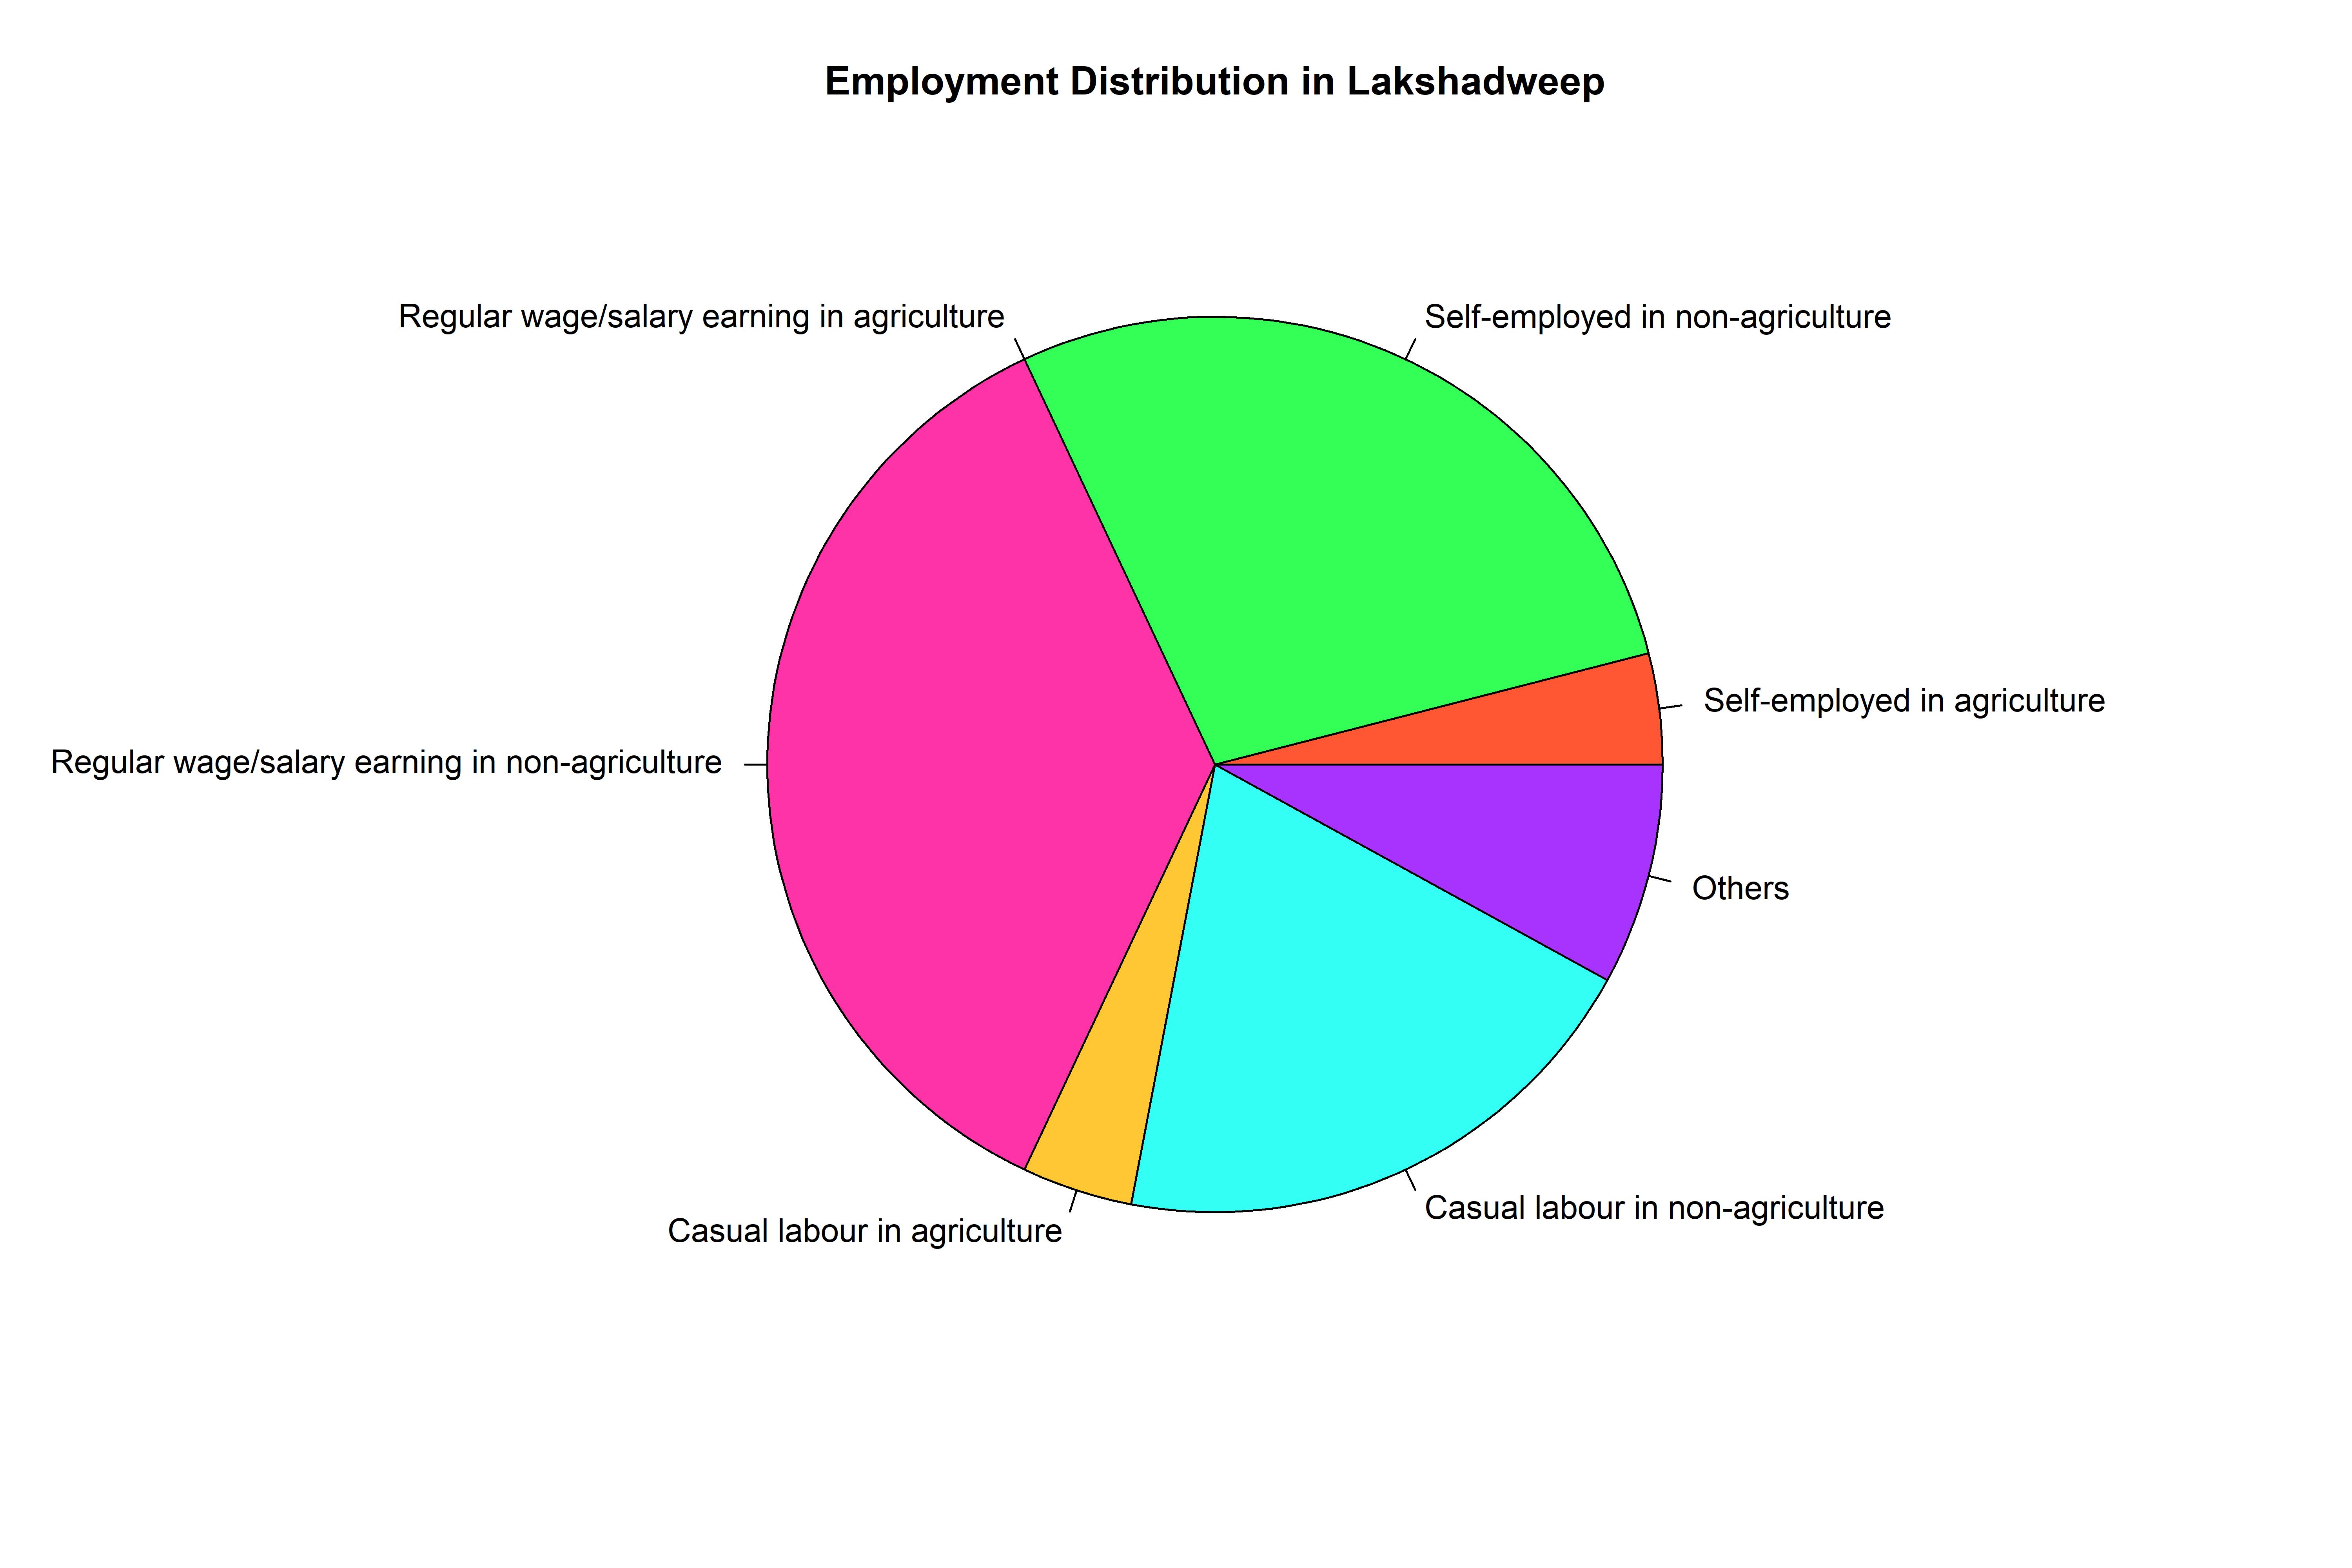 Employment Distribution in Lakshadweep
Regular wage/salary earning in agriculture
Self-employed in non-agriculture
Self-employed in agriculture
Regular wage/salary earning in non-agriculture
Others
Casual labour in non-agriculture
Casual labour in agriculture